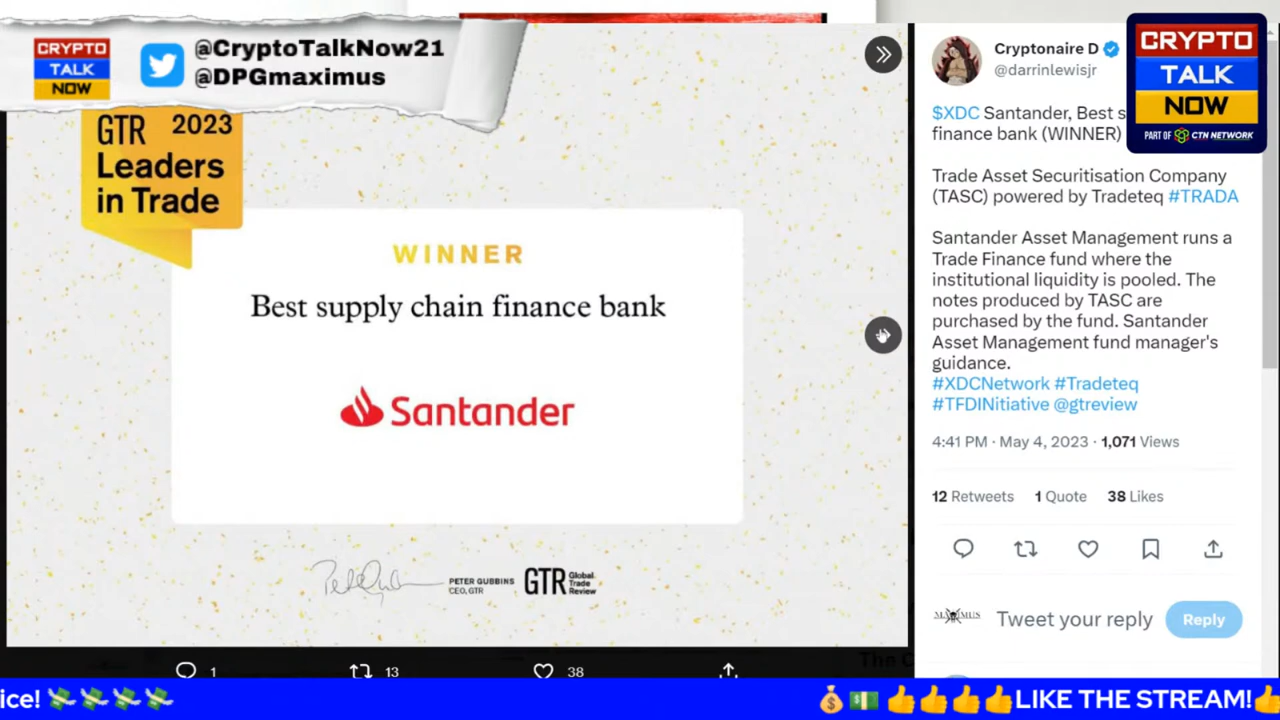 CRYPTO
TALK
NOW
@CryptoTalkNow21
@DPGmaximus
GTR 2023
Leaders
in Trade
WINNER
Best supply chain finance bank
Santander
PETER GUBBINS
CEO, GTR
GTR Global
Trade
Review
1
13
38
Cryptonaire D
@darrinlewisjr
CRYPTO
TALK
NOW
PART OF CTN NETWORK
$XDC Santander, Best s
finance bank (WINNER)
Trade Asset Securitisation Company
(TASC) powered by Tradeteq #TRADA
Santander Asset Management runs a
Trade Finance fund where the
institutional liquidity is pooled. The
notes produced by TASC are
purchased by the fund. Santander
Asset Management fund manager's
guidance.
#XDCNetwork #Tradeteq
#TFDINitiative @gtreview
4:41 PM · May 4, 2023 · 1,071 Views
12 Retweets 1 Quote 38 Likes
MAXIMUS
Tweet your reply
Reply
ice! 💸💸💸💸 💰💵👍👍👍👍LIKE THE STREAM!👍